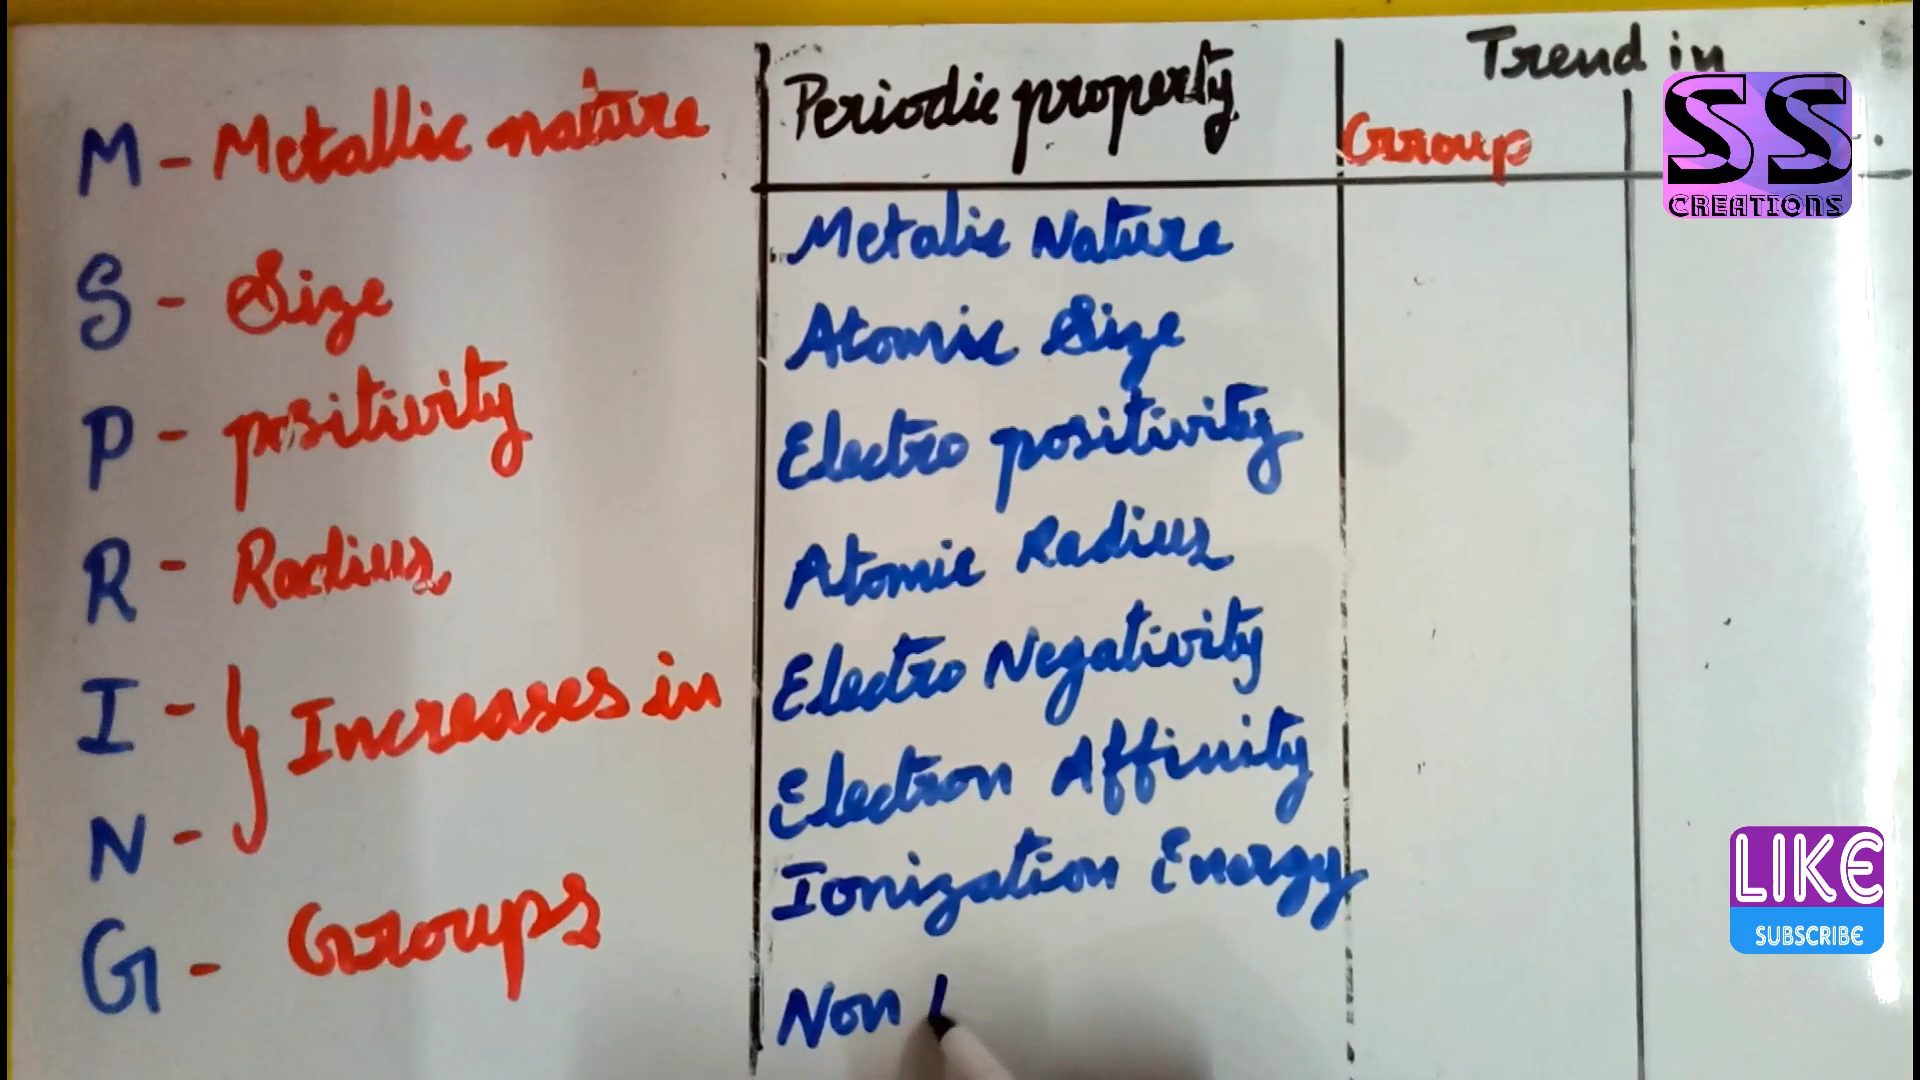 M - Metallic nature
S - Size
P - positivity
R - Radius
I -
N -
Increases in
G - Groups
Periodic property
Trend in
Group
Metalic Nature
Atomic Size
Electro positivity
Atomic Radius
Electro Negativity
Electron Affinity
Ionization Energy
Non
SS
CREATIONS
LIKE
SUBSCRIBE